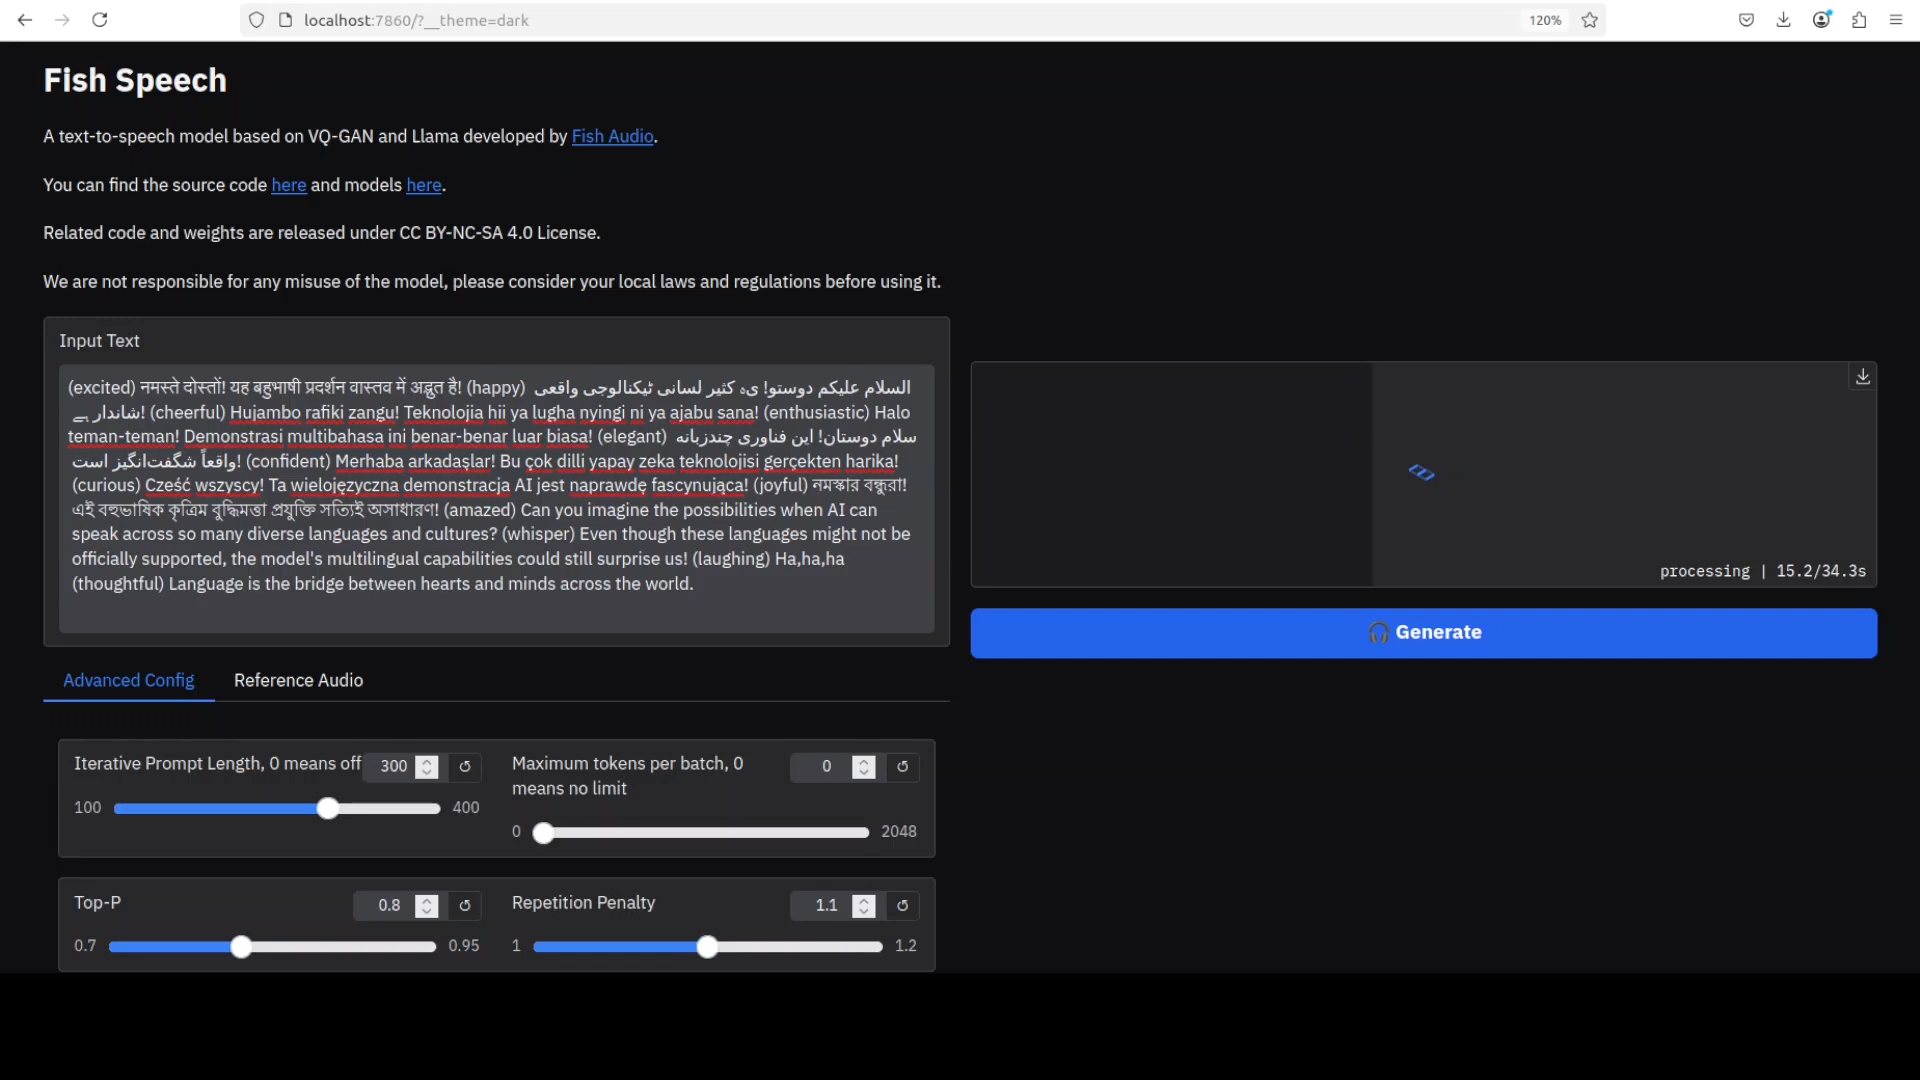 localhost:7860/?__theme=dark
120%
Fish Speech
A text-to-speech model based on VQ-GAN and Llama developed by Fish Audio.
You can find the source code here and models here.
Related code and weights are released under CC BY-NC-SA 4.0 License.
We are not responsible for any misuse of the model, please consider your local laws and regulations before using it.
Input Text
(excited) नमस्ते दोस्तों! यह बहुभाषी प्रदर्शन वास्तव में अद्भुत है! (happy) السلام علیکم دوستو! یہ کثیر لسانی ٹیکنالوجی واقعی
شاندار ہے! (cheerful) Hujambo rafiki zangu! Teknolojia hii ya lugha nyingi ni ya ajabu sana! (enthusiastic) Halo
teman-teman! Demonstrasi multibahasa ini benar-benar luar biasa! (elegant) سلام دوستان! این فناوری چندزبانه
واقعاً شگفت‌انگیز است! (confident) Merhaba arkadaşlar! Bu çok dilli yapay zeka teknolojisi gerçekten harika!
(curious) Cześć wszyscy! Ta wielojęzyczna demonstracja AI jest naprawdę fascynująca! (joyful) নমস্কার বন্ধুরা!
এই বহুভাষিক কৃত্রিম বুদ্ধিমত্তা প্রযুক্তি সত্যিই অসাধারণ! (amazed) Can you imagine the possibilities when AI can
speak across so many diverse languages and cultures? (whisper) Even though these languages might not be
officially supported, the model's multilingual capabilities could still surprise us! (laughing) Ha,ha,ha
(thoughtful) Language is the bridge between hearts and minds across the world.
processing | 15.2/34.3s
Generate
Advanced Config
Reference Audio
Iterative Prompt Length, 0 means off
300
100
400
Maximum tokens per batch, 0
means no limit
0
0
2048
Top-P
0.8
0.7
0.95
Repetition Penalty
1.1
1
1.2